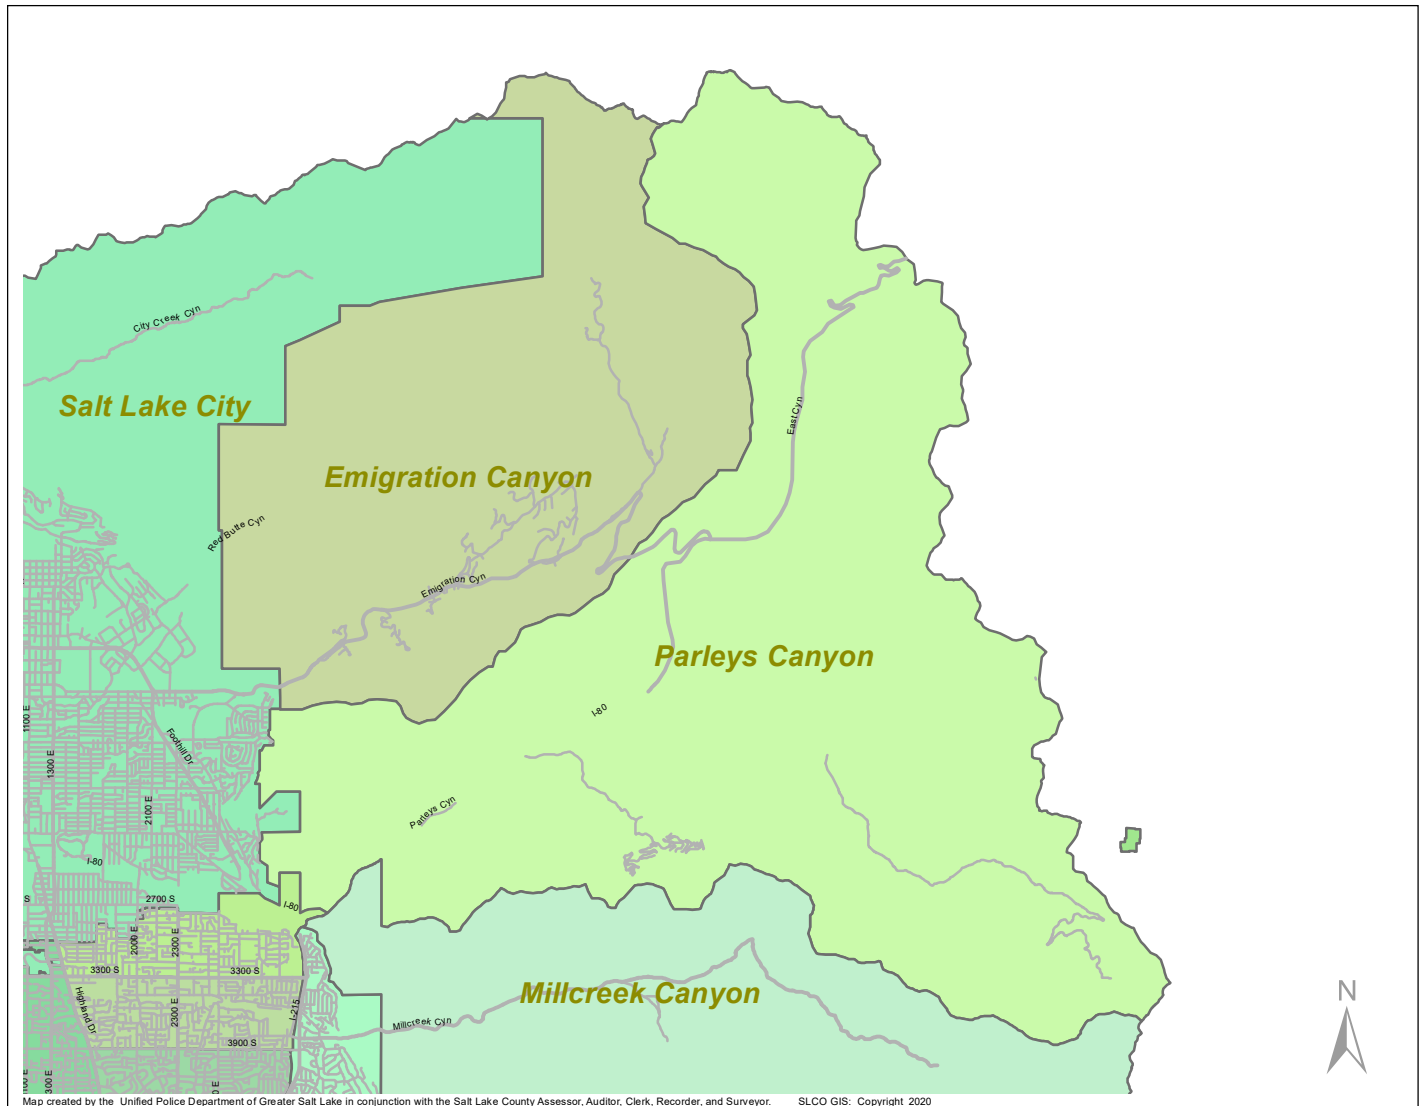 City Creek Cyn
Salt Lake City
East Cyn
Emigration Canyon
Red Butte Cyn
Emigration Cyn
Parleys Canyon
I-80
1100 E
Foothill Dr
1300 E
2100 E
Parleys Cyn
I-80
S
2700 S
I-80
2000 E
2300 E
3300 S
3300 S
Millcreek Canyon
N
Highland Dr
2300 E
I-215
Millcreek Cyn
3900 S
E
Map created by the Unified Police Department of Greater Salt Lake in conjunction with the Salt Lake County Assessor, Auditor, Clerk, Recorder, and Surveyor. SLCO GIS: Copyright 2020